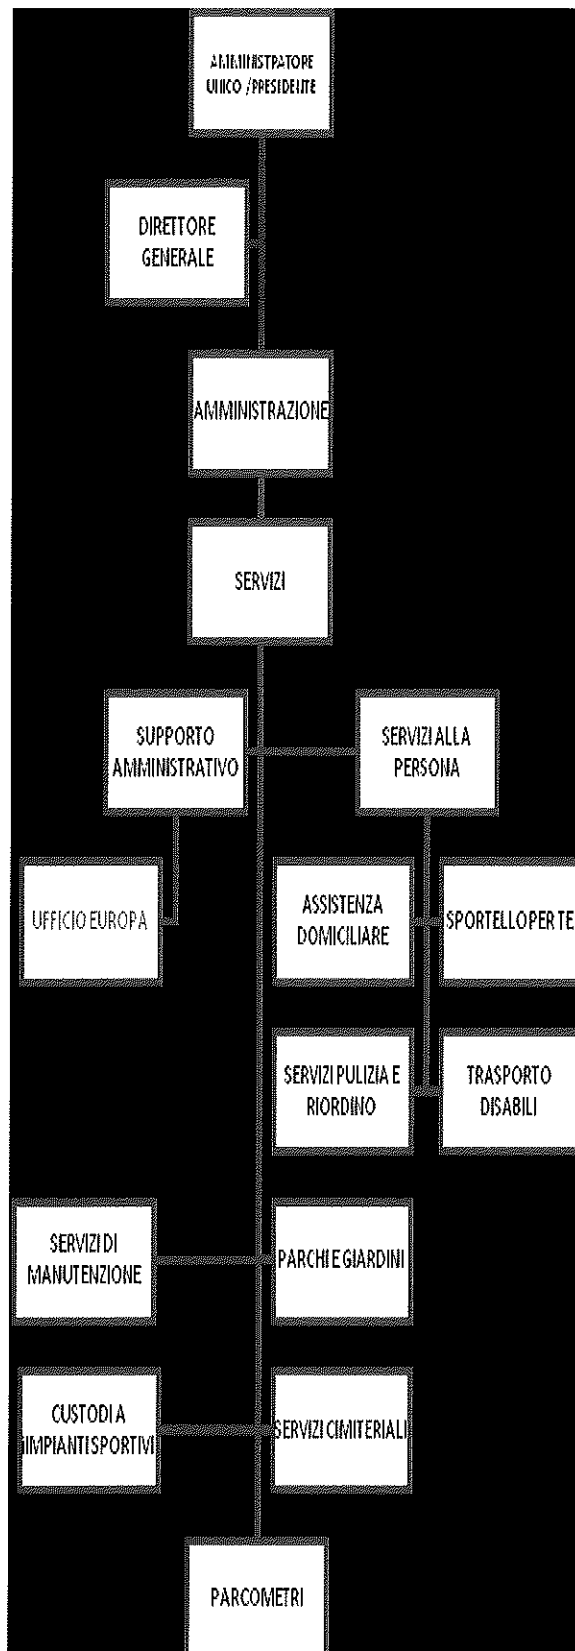 AMMINISTRATORE
UNICO / PRESIDENTE
DIRETTORE
GENERALE
AMMINISTRAZIONE
SERVIZI
SUPPORTO
AMMINISTRATIVO
SERVIZI ALLA
PERSONA
UFFICIO EUROPA
ASSISTENZA
DOMICILIARE
SPORTELLO PER TE
SERVIZI PULIZIA E
RIORDINO
TRASPORTO
DISABILI
SERVIZI DI
MANUTENZIONE
PARCHI E GIARDINI
CUSTODIA
IMPIANTI SPORTIVI
SERVIZI CIMITERIALI
PARCOMETRI